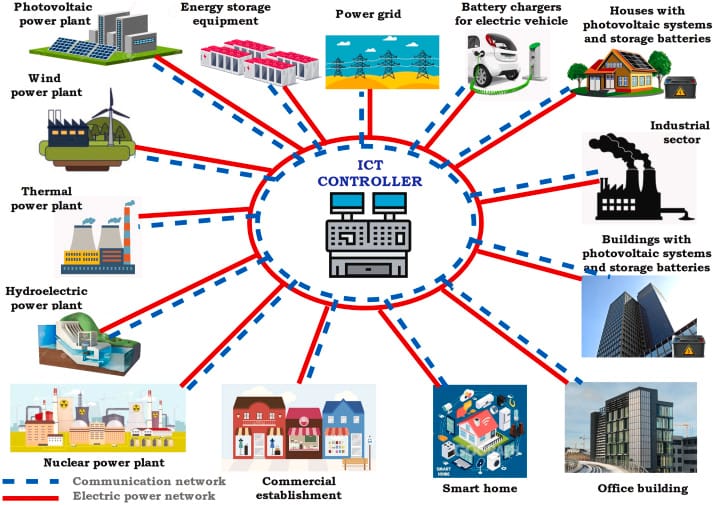 Photovoltaic
power plant
Energy storage
equipment
Power grid
Battery chargers
for electric vehicle
Houses with
photovoltaic systems
and storage batteries
Wind
power plant
Industrial
sector
ICT
CONTROLLER
Thermal
power plant
Buildings with
photovoltaic systems
and storage batteries
Hydroelectric
power plant
SMART
HOME
Nuclear power plant
Commercial
establishment
Smart home
Office building
Communication network
Electric power network